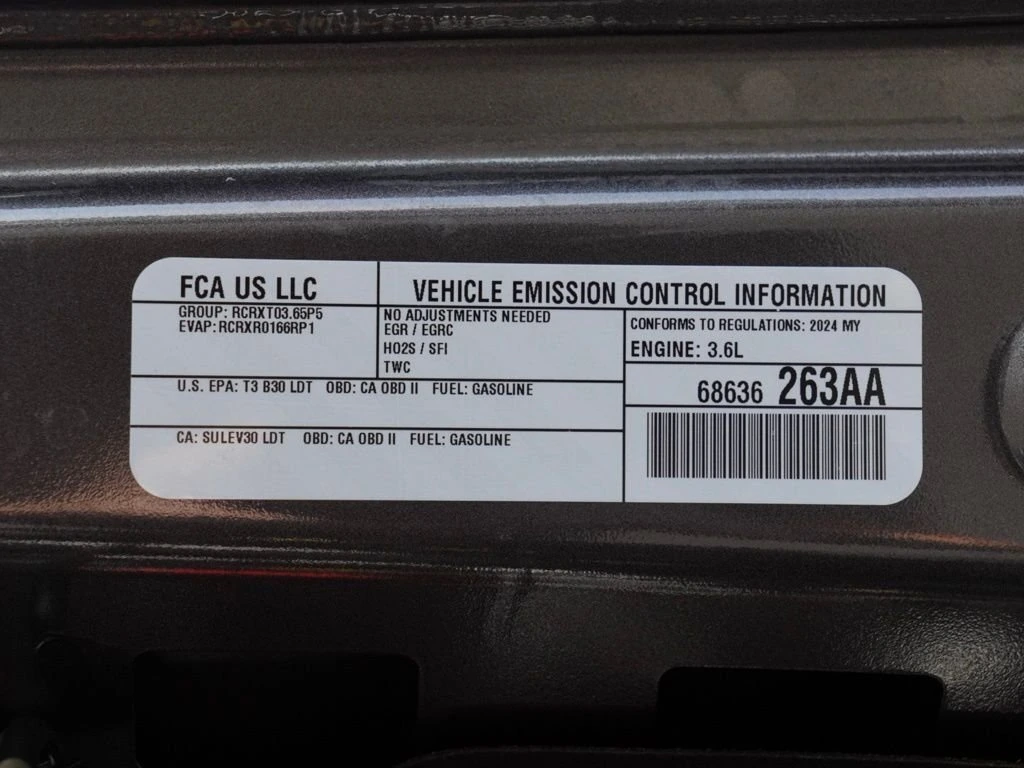 FCA US LLC
VEHICLE EMISSION CONTROL INFORMATION
GROUP: RCRXT03.65P5
EVAP: RCRXR0166RP1
NO ADJUSTMENTS NEEDED
EGR / EGRC
HO2S / SFI
TWC
CONFORMS TO REGULATIONS: 2024 MY
ENGINE: 3.6L
U.S. EPA: T3 B30 LDT OBD: CA OBD II FUEL: GASOLINE
68636 263AA
CA: SULEV30 LDT OBD: CA OBD II FUEL: GASOLINE